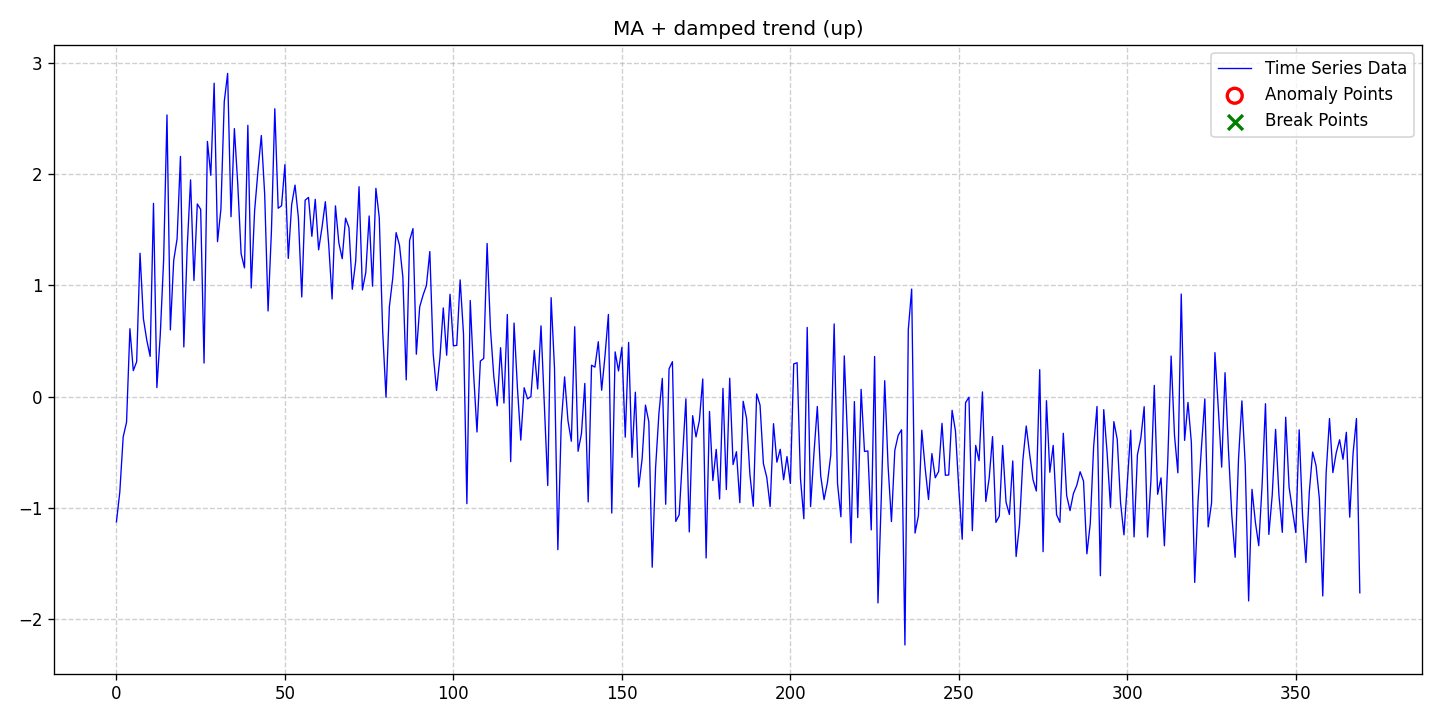 MA + damped trend (up)
Time Series Data
Anomaly Points
Break Points
3
2
1
0
−1
−2
0 50 100 150 200 250 300 350